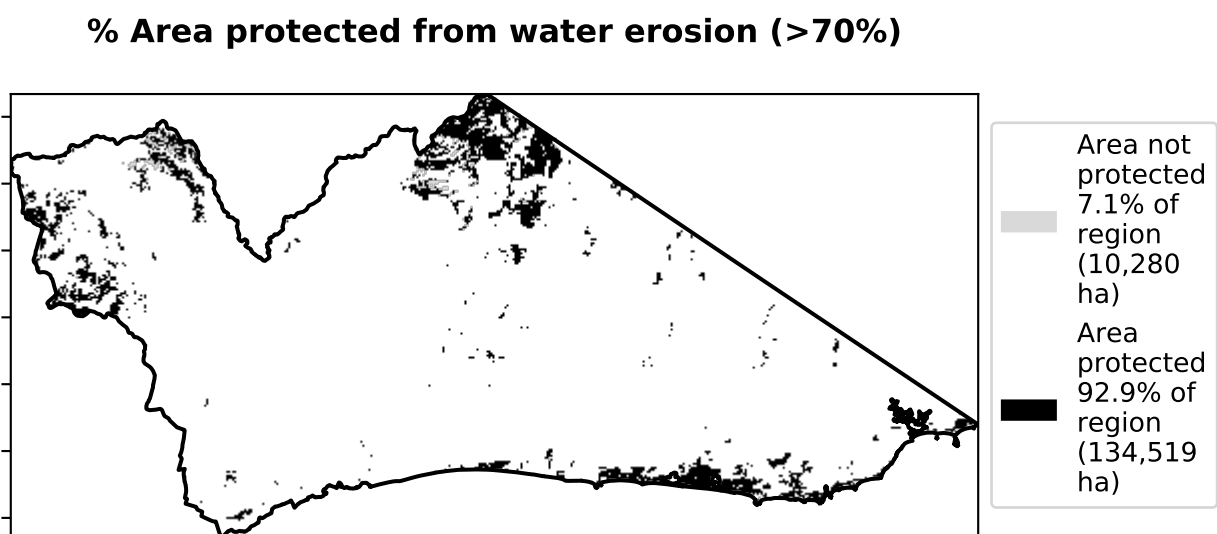 % Area protected from water erosion (>70%)
Area not
protected
7.1% of
region
(10,280
ha)
Area
protected
92.9% of
region
(134,519
ha)